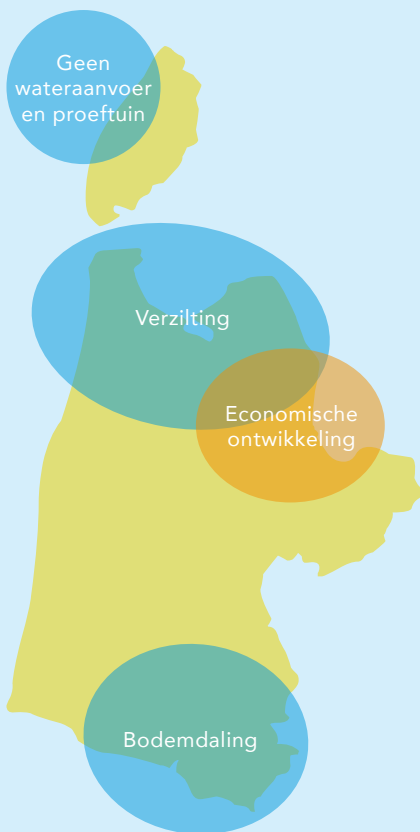 Geen
wateraanvoer
en proeftuin
Verzilting
Economische
ontwikkeling
Bodemdaling